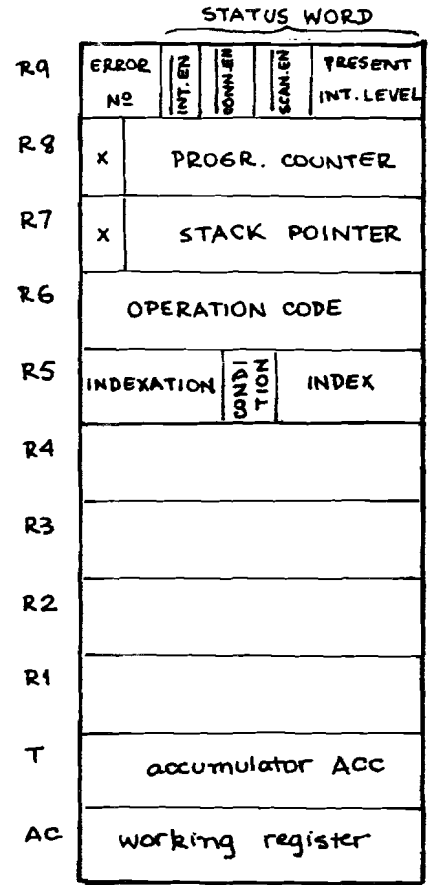 STATUS WORD
R9 ERROR Nº INT.EN CONN.EN SCAN.EN PRESENT INT.LEVEL
R8 X PROGR. COUNTER
R7 X STACK POINTER
R6 OPERATION CODE
R5 INDEXATION CONDI TION INDEX
R4
R3
R2
R1
T accumulator ACC
AC working register